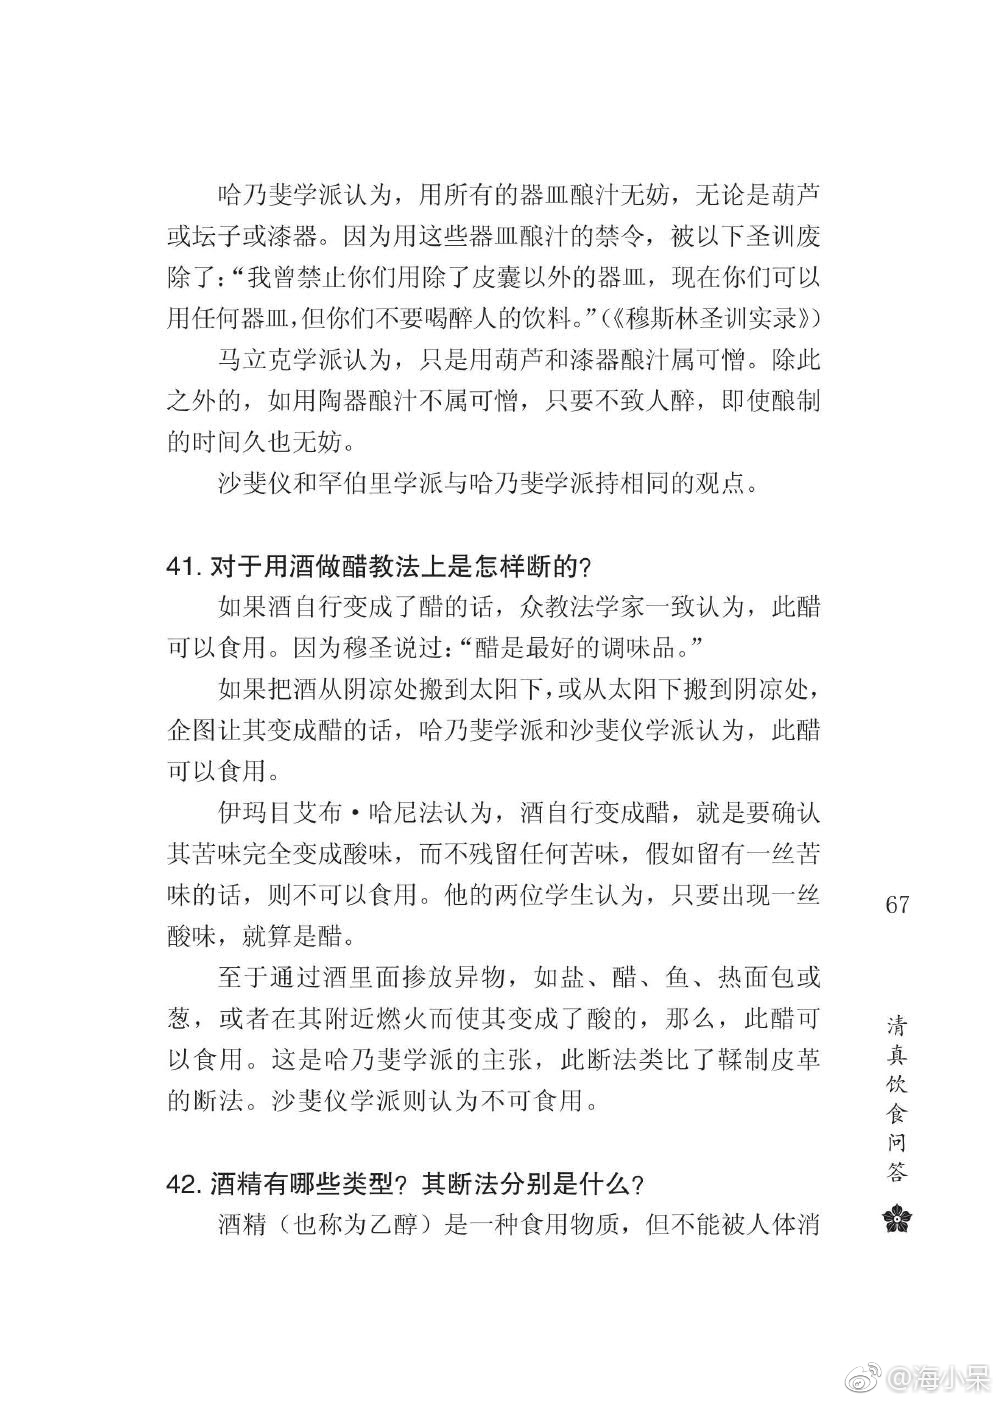 哈乃斐学派认为，用所有的器皿酿汁无妨，无论是葫芦
或坛子或漆器。因为用这些器皿酿汁的禁令，被以下圣训废
除了：“我曾禁止你们用除了皮囊以外的器皿，现在你们可以
用任何器皿，但你们不要喝醉人的饮料。”（《穆斯林圣训实录》）
马立克学派认为，只是用葫芦和漆器酿汁属可憎。除此
之外的，如用陶器酿汁不属可憎，只要不致人醉，即使酿制
的时间久也无妨。
沙斐仪和罕伯里学派与哈乃斐学派持相同的观点。
41. 对于用酒做醋教法上是怎样断的？
如果酒自行变成了醋的话，众教法学家一致认为，此醋
可以食用。因为穆圣说过：“醋是最好的调味品。”
如果把酒从阴凉处搬到太阳下，或从太阳下搬到阴凉处，
企图让其变成醋的话，哈乃斐学派和沙斐仪学派认为，此醋
可以食用。
伊玛目艾布·哈尼法认为，酒自行变成醋，就是要确认
其苦味完全变成酸味，而不残留任何苦味，假如留有一丝苦
味的话，则不可以食用。他的两位学生认为，只要出现一丝
酸味，就算是醋。
至于通过酒里面掺放异物，如盐、醋、鱼、热面包或
葱，或者在其附近燃火而使其变成了酸的，那么，此醋可
以食用。这是哈乃斐学派的主张，此断法类比了鞣制皮革
的断法。沙斐仪学派则认为不可食用。
42. 酒精有哪些类型？其断法分别是什么？
酒精（也称为乙醇）是一种食用物质，但不能被人体消
67
清真饮食问答
@海小呆